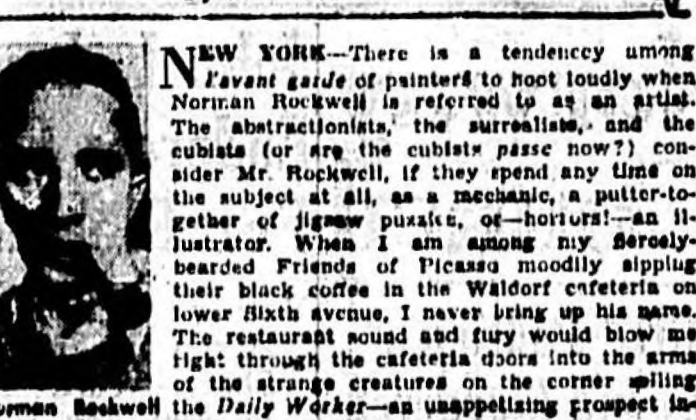 NEW YORK—There is a tendeccy among
l'avant garde of painters to hoot loudly when
Norman Rockwell is referred to as an artist.
The abstractionists, the surrealists, and the
cubists (or are the cubists passe now?) con-
sider Mr. Rockwell, if they spend any time on
the subject at all, as a mechanic, a putter-to-
gether of jigsaw puzzles, or—horrors!—an il-
lustrator. When I am among my fiercely-
bearded Friends of Picasso moodily sipping
their black coffee in the Waldorf cafeteria on
lower Sixth avenue, I never bring up his name.
The restaurant sound and fury would blow me
right through the cafeteria doors into the arms
of the strange creatures on the corner selling
the Daily Worker—an unappetizing prospect in-
Norman Rockwell